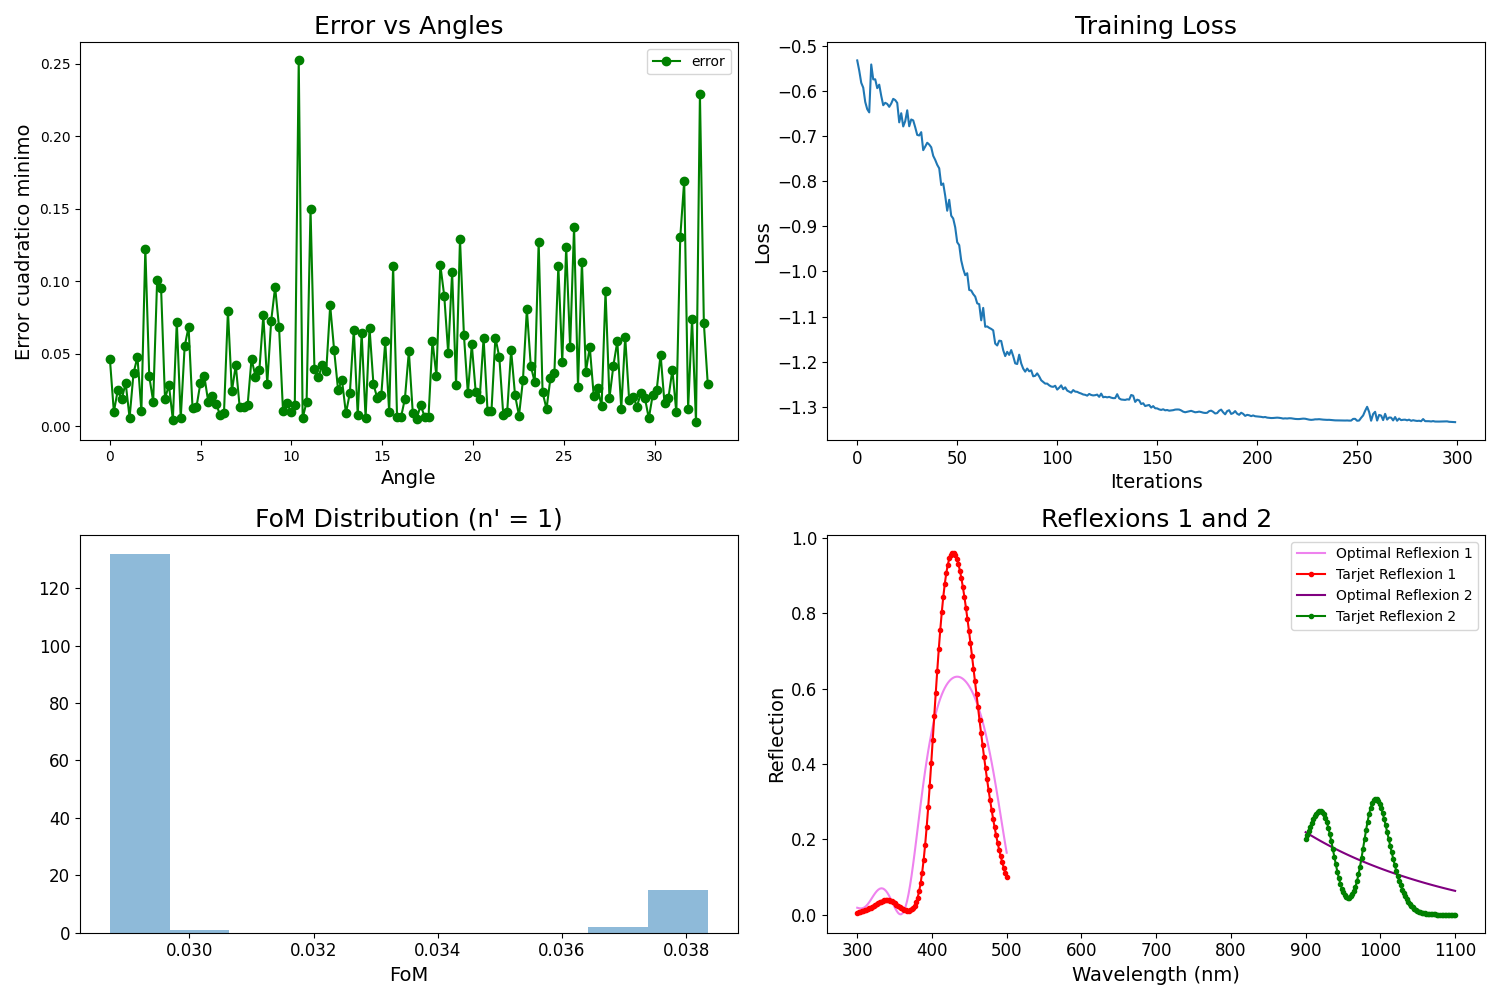 Error vs Angles
error
0.25
0.20
0.15
0.10
0.05
0.00
Error cuadratico minimo
0 5 10 15 20 25 30
Angle
Training Loss
−0.5
−0.6
−0.7
−0.8
−0.9
−1.0
−1.1
−1.2
−1.3
Loss
0 50 100 150 200 250 300
Iterations
FoM Distribution (n' = 1)
120
100
80
60
40
20
0
0.030 0.032 0.034 0.036 0.038
FoM
Reflexions 1 and 2
Optimal Reflexion 1
Tarjet Reflexion 1
Optimal Reflexion 2
Tarjet Reflexion 2
1.0
0.8
0.6
0.4
0.2
0.0
Reflection
300 400 500 600 700 800 900 1000 1100
Wavelength (nm)